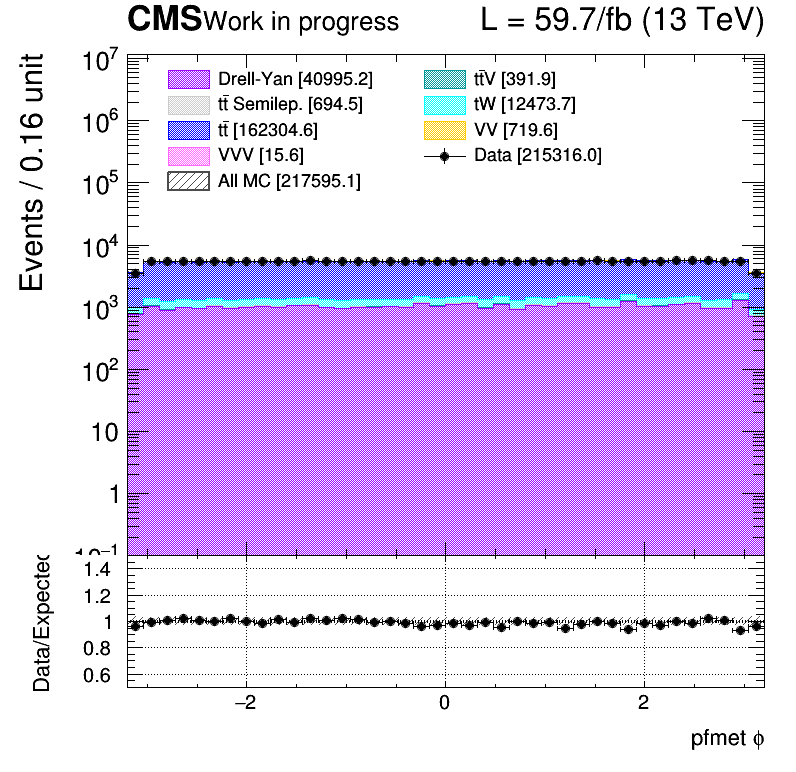 CMS Work in progress L = 59.7/fb (13 TeV)
Events / 0.16 unit
10⁷
10⁶
10⁵
10⁴
10³
10²
10
1
10⁻¹
Drell-Yan [40995.2]
tt̄ Semilep. [694.5]
tt̄ [162304.6]
VVV [15.6]
All MC [217595.1]
tt̄V [391.9]
tW [12473.7]
VV [719.6]
Data [215316.0]
Data/Expected
1.4
1.2
1
0.8
0.6
−2 0 2
pfmet ϕ